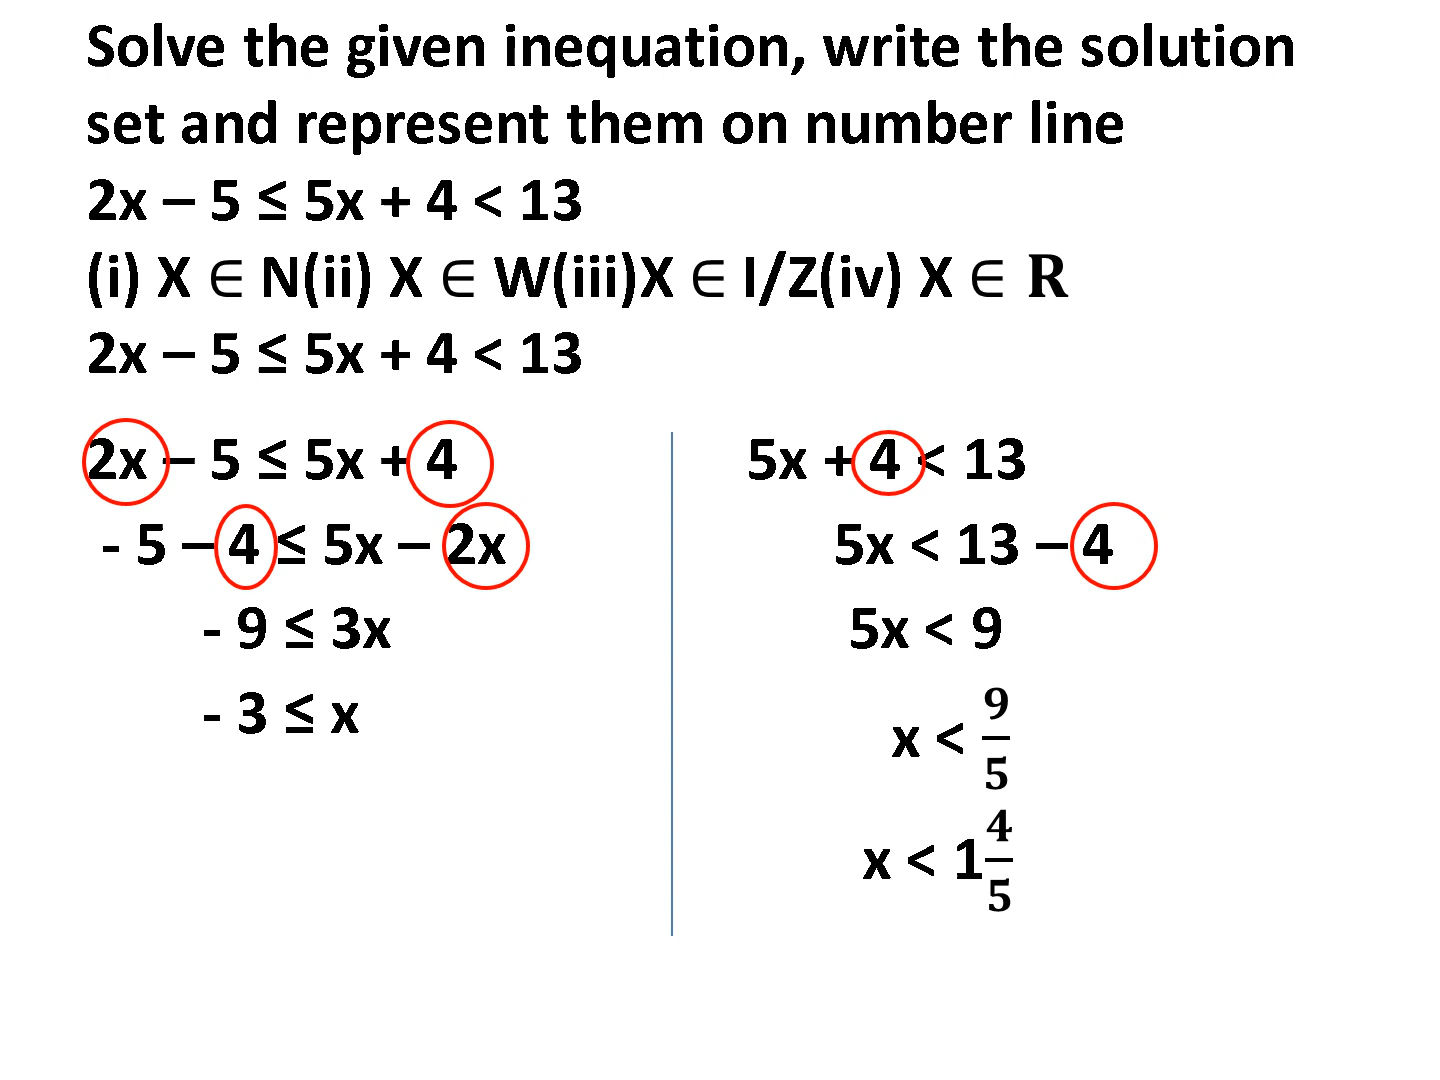 Solve the given inequation, write the solution
set and represent them on number line
2x – 5 ≤ 5x + 4 < 13
(i) X ∈ N(ii) X ∈ W(iii)X ∈ I/Z(iv) X ∈ R
2x – 5 ≤ 5x + 4 < 13
2x – 5 ≤ 5x + 4
- 5 – 4 ≤ 5x – 2x
- 9 ≤ 3x
- 3 ≤ x
5x + 4 < 13
5x < 13 – 4
5x < 9
x < 9/5
x < 1 4/5